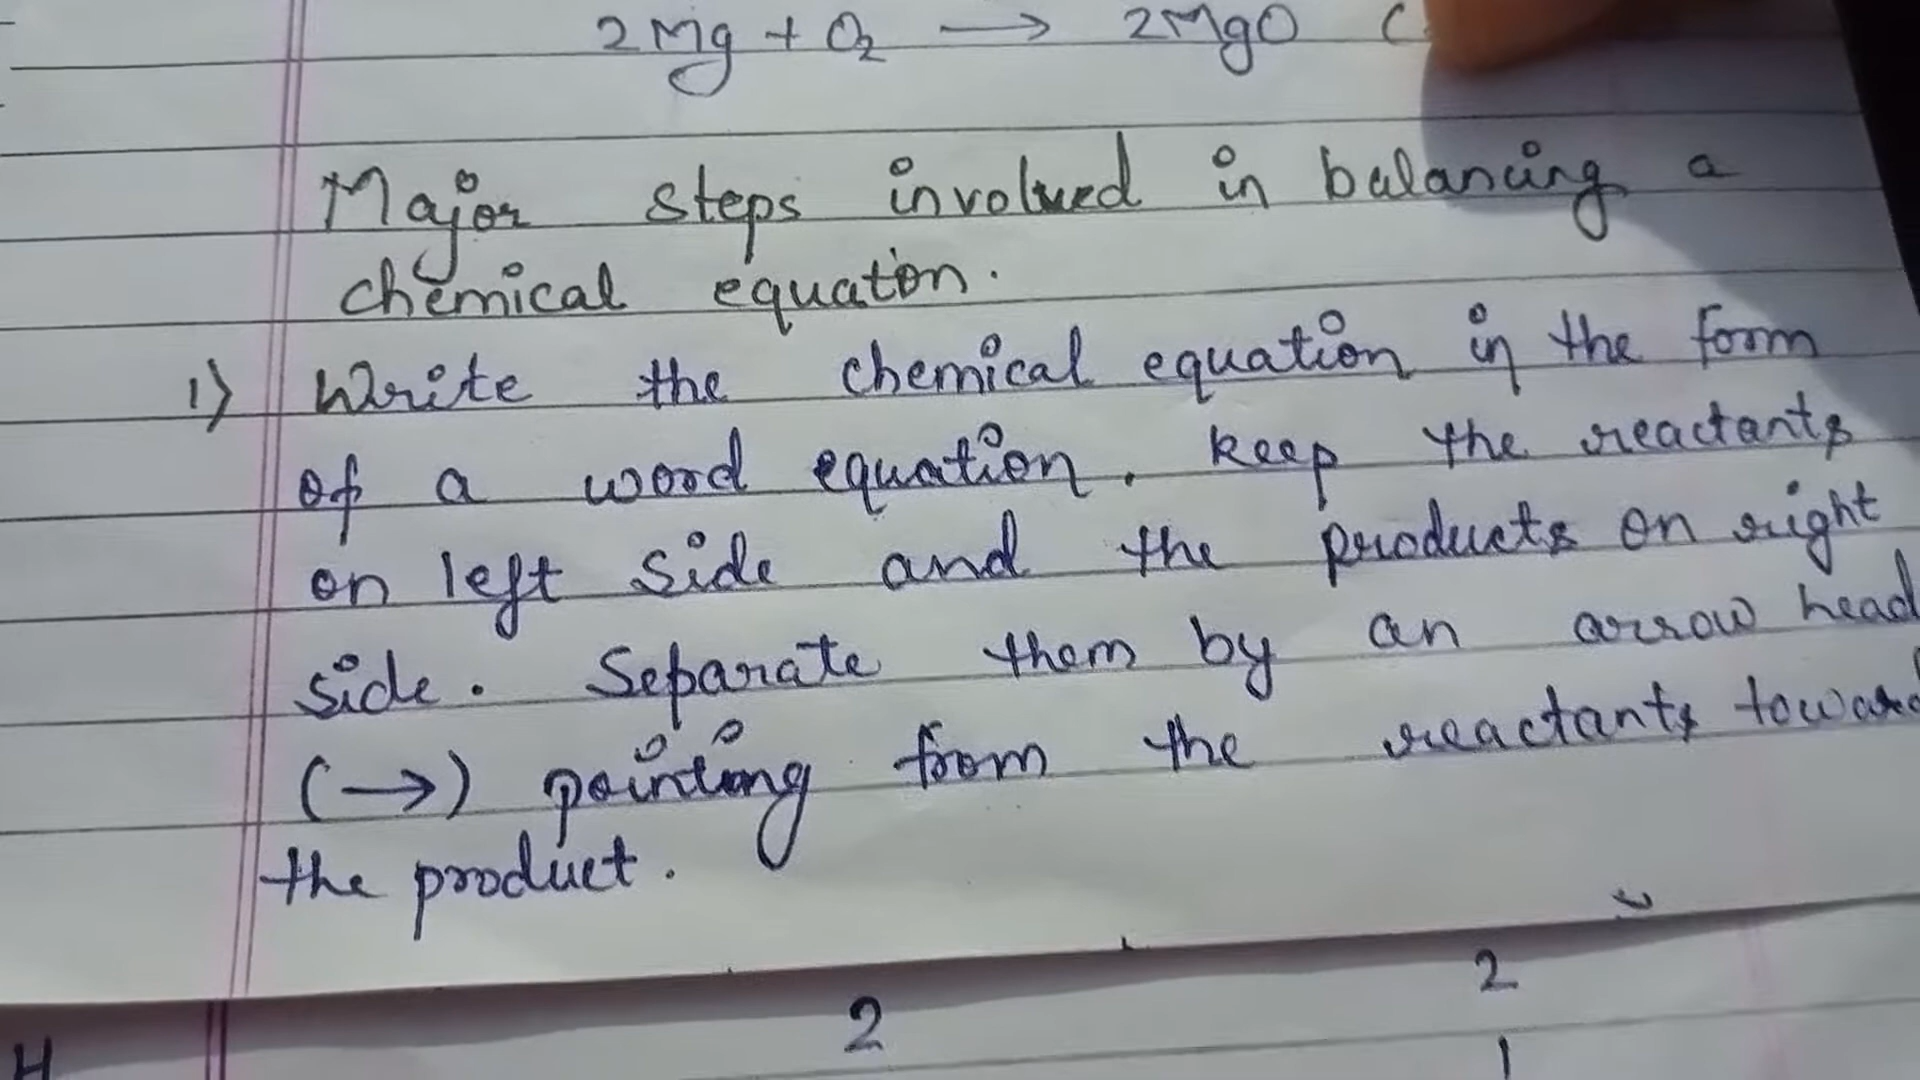 2Mg + O₂ → 2MgO (
Major steps involved in balancing a
chemical equation.
1) Write the chemical equation in the form
of a word equation. keep the reactants
on left side and the products on right
side. Separate them by an arrow head
(→) pointing from the reactants toward
the product.
2 2
H 1